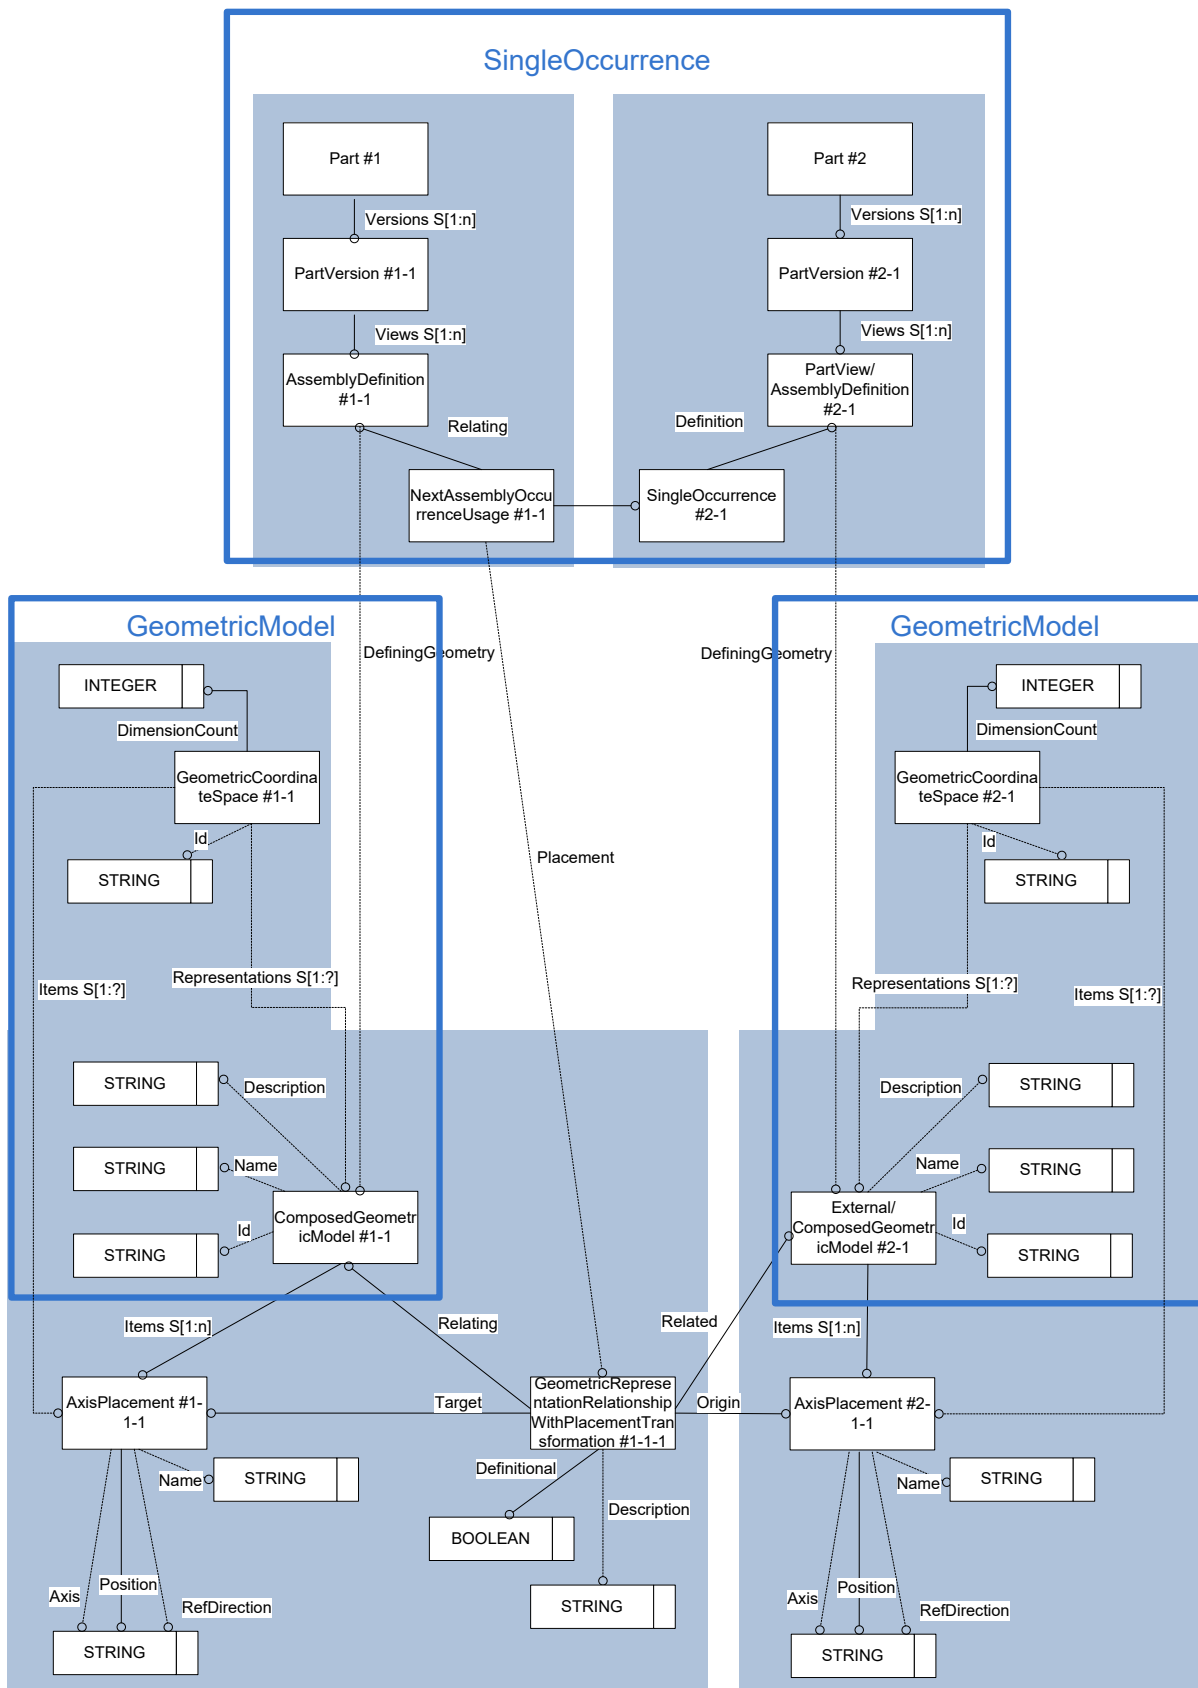 SingleOccurrence
Part #1
Part #2
Versions S[1:n]
Versions S[1:n]
PartVersion #1-1
PartVersion #2-1
Views S[1:n]
Views S[1:n]
AssemblyDefinition
#1-1
PartView/
AssemblyDefinition
#2-1
Relating
Definition
NextAssemblyOccu
rrenceUsage #1-1
SingleOccurrence
#2-1
GeometricModel
GeometricModel
DefiningGeometry
DefiningGeometry
INTEGER
INTEGER
DimensionCount
DimensionCount
GeometricCoordina
teSpace #1-1
GeometricCoordina
teSpace #2-1
Id
Id
Placement
STRING
STRING
Representations S[1:?]
Items S[1:?]
Representations S[1:?]
Items S[1:?]
STRING
Description
Description
STRING
STRING
Name
Name
STRING
STRING
Id
ComposedGeomet
ricModel #1-1
External/
ComposedGeomet
ricModel #2-1
Id
STRING
Items S[1:n]
Relating
Related
Items S[1:n]
AxisPlacement #1-
1-1
Target
GeometricReprese
ntationRelationship
WithPlacementTran
sformation #1-1-1
Origin
AxisPlacement #2-
1-1
Name
STRING
Definitional
Description
Name
STRING
BOOLEAN
Axis
Position
RefDirection
STRING
Axis
Position
RefDirection
STRING
STRING